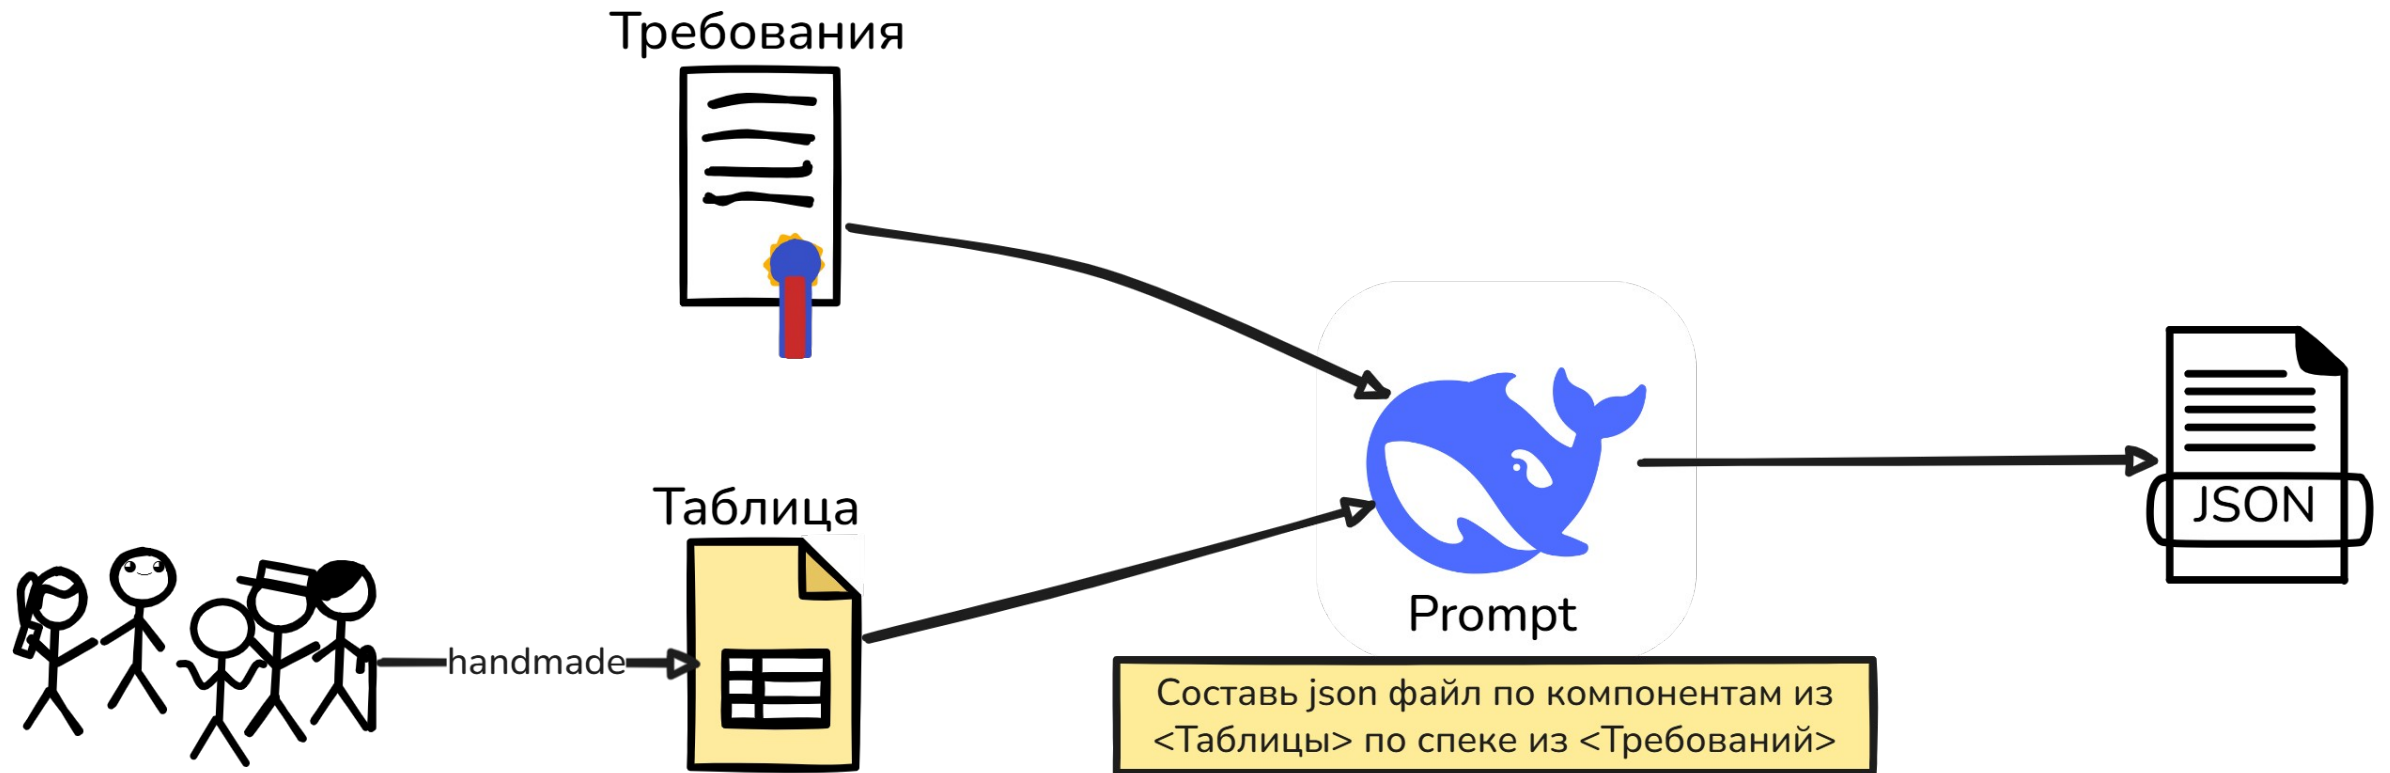 Требования
Таблица
handmade
Prompt
Составь json файл по компонентам из
<Таблицы> по спеке из <Требований>
JSON